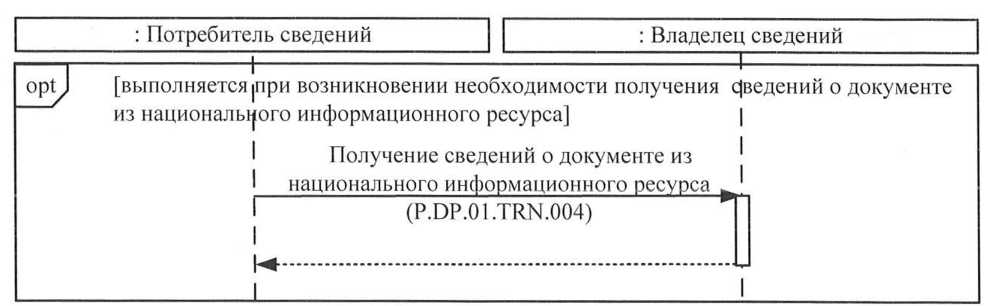 : Потребитель сведений
: Владелец сведений
opt
[выполняется при возникновении необходимости получения сведений о документе
из национального информационного ресурса]
Получение сведений о документе из
национального информационного ресурса
(P.DP.01.TRN.004)